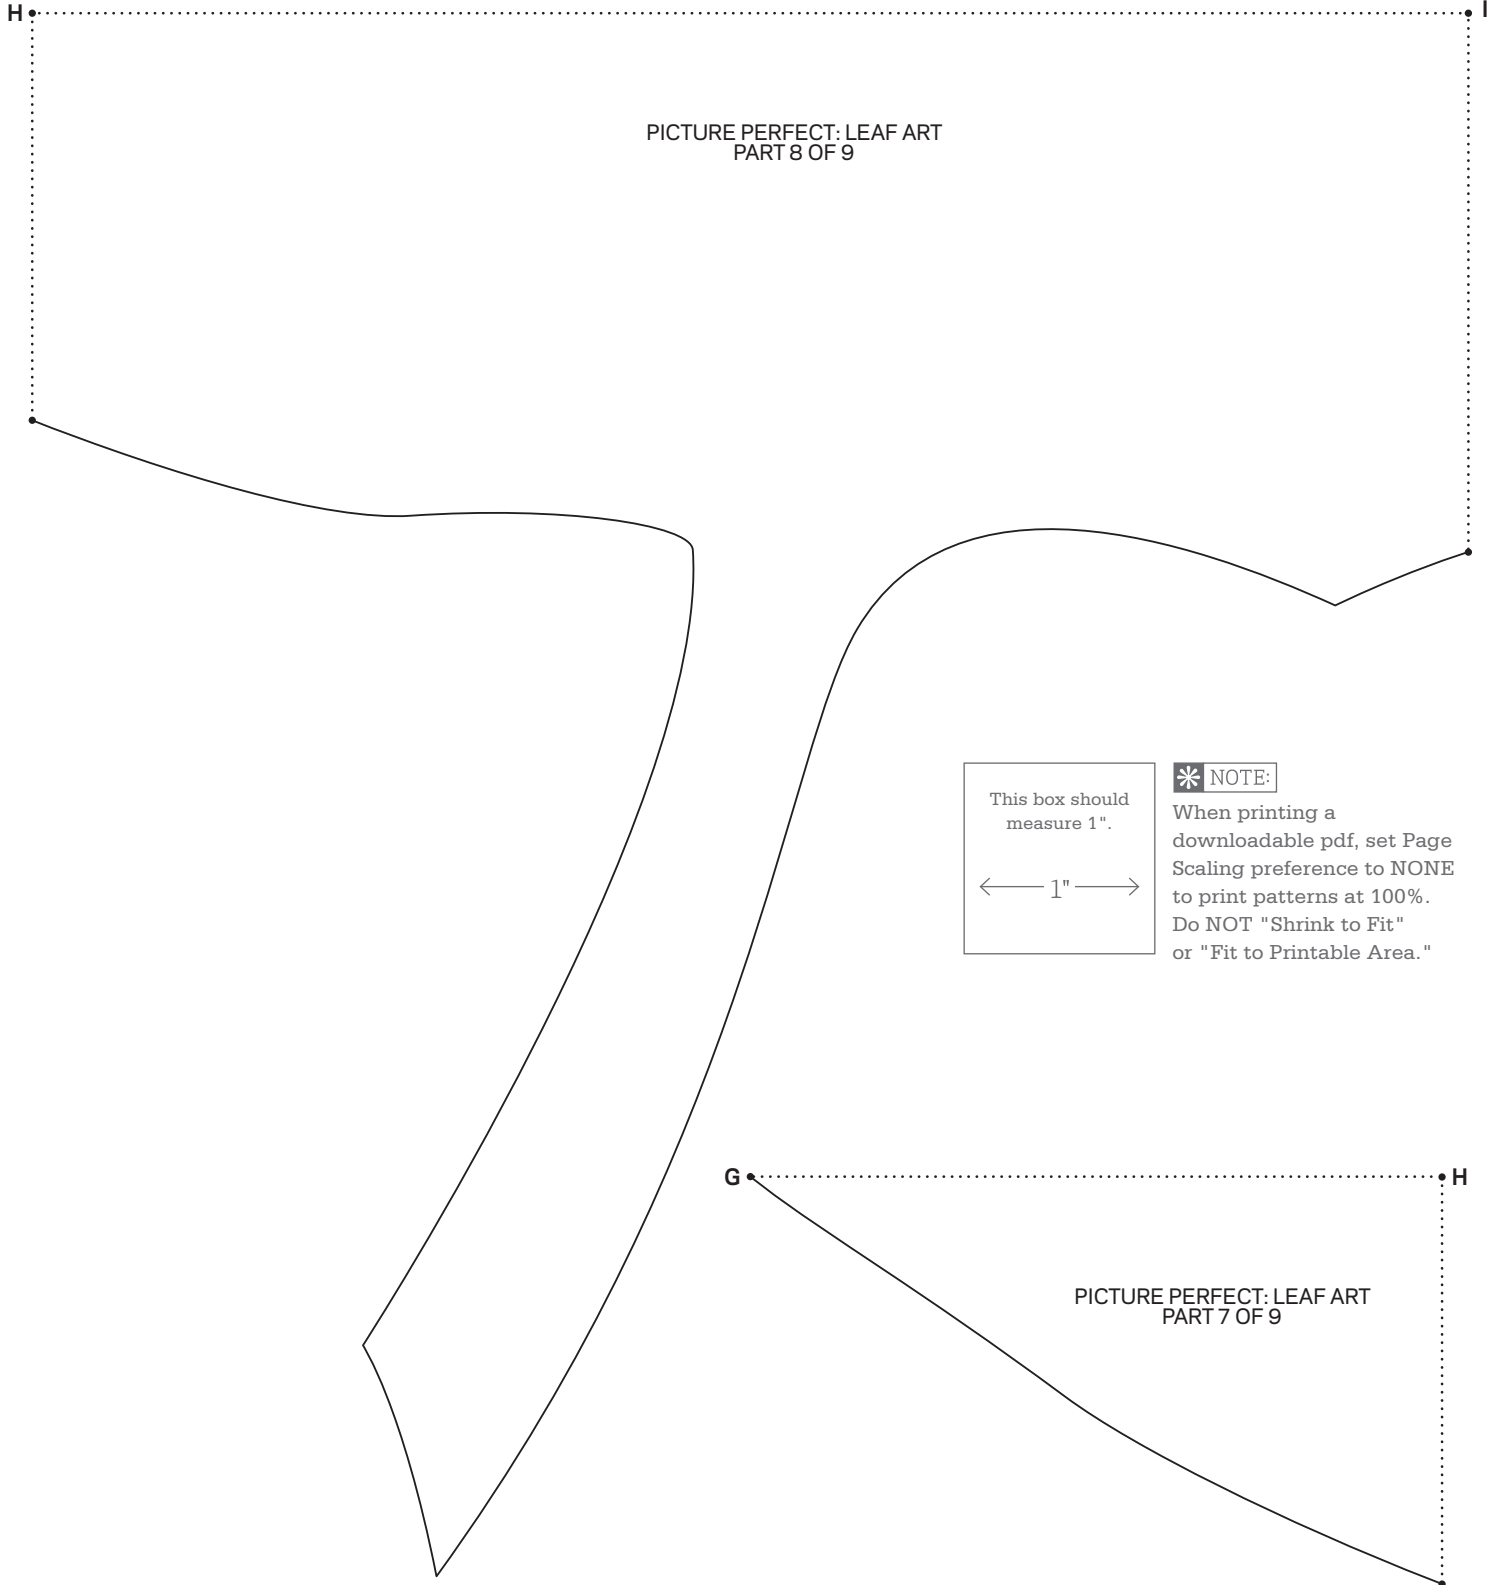 H
I
PICTURE PERFECT: LEAF ART
PART 8 OF 9
This box should
measure 1".
1"
NOTE:
When printing a
downloadable pdf, set Page
Scaling preference to NONE
to print patterns at 100%.
Do NOT "Shrink to Fit"
or "Fit to Printable Area."
G
H
PICTURE PERFECT: LEAF ART
PART 7 OF 9